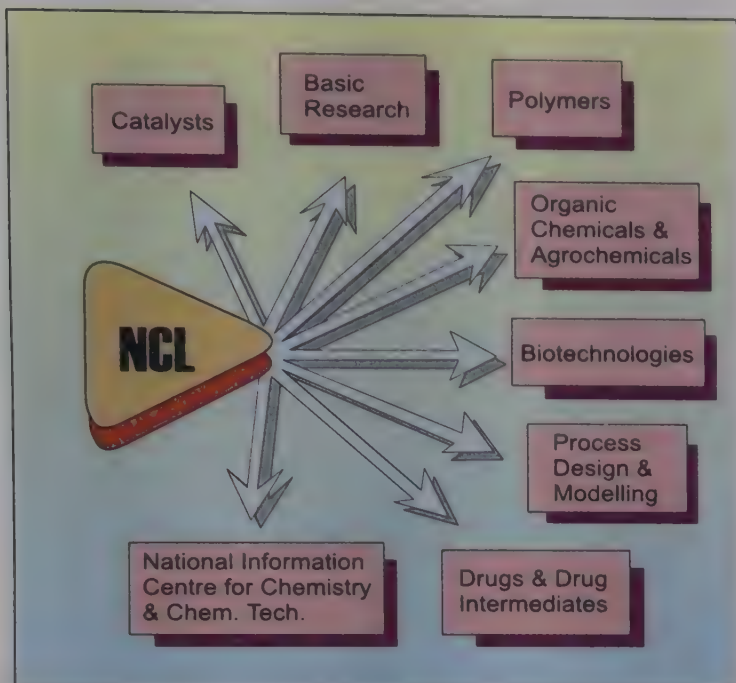 Catalysts
Basic
Research
Polymers
Organic
Chemicals &
Agrochemicals
NCL
Biotechnologies
Process
Design &
Modelling
National Information
Centre for Chemistry
& Chem. Tech.
Drugs & Drug
Intermediates